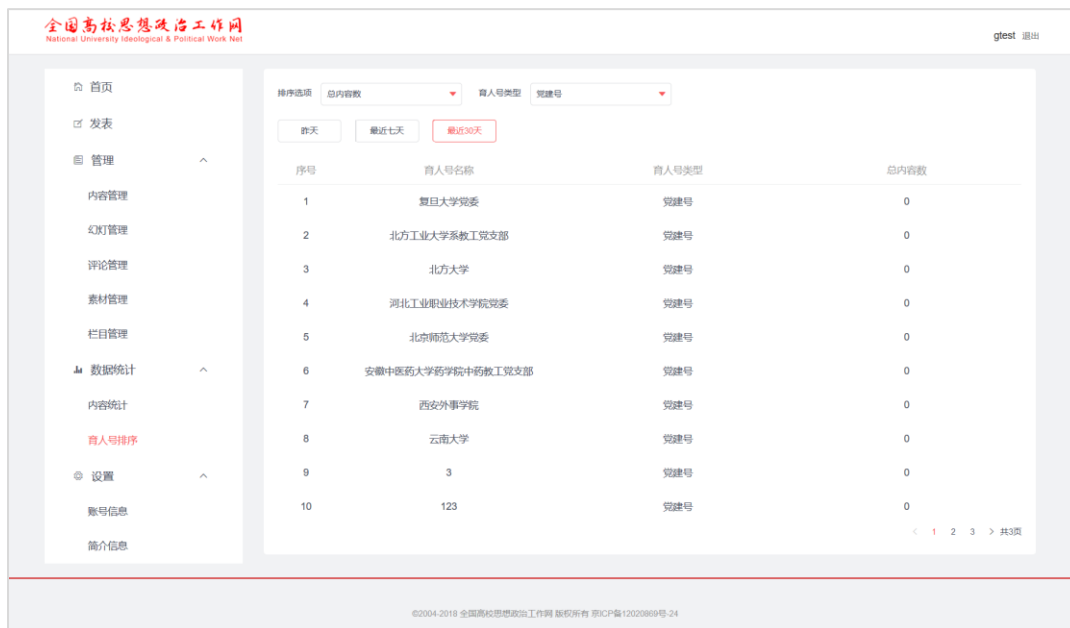 全国高校思想政治工作网
National University Ideological & Political Work Net
gtest 退出
首页
发表
管理
内容管理
幻灯管理
评论管理
素材管理
栏目管理
数据统计
内容统计
育人号排序
设置
账号信息
简介信息
排序选项 总内容数 育人号类型 党建号
昨天 最近七天 最近30天
序号 育人号名称 育人号类型 总内容数
1 复旦大学党委 党建号 0
2 北方工业大学系教工党支部 党建号 0
3 北方大学 党建号 0
4 河北工业职业技术学院党委 党建号 0
5 北京师范大学党委 党建号 0
6 安徽中医药大学药学院中药教工党支部 党建号 0
7 西安外事学院 党建号 0
8 云南大学 党建号 0
9 3 党建号 0
10 123 党建号 0
< 1 2 3 > 共3页
©2004-2018 全国高校思想政治工作网 版权所有 京ICP备12020869号-24